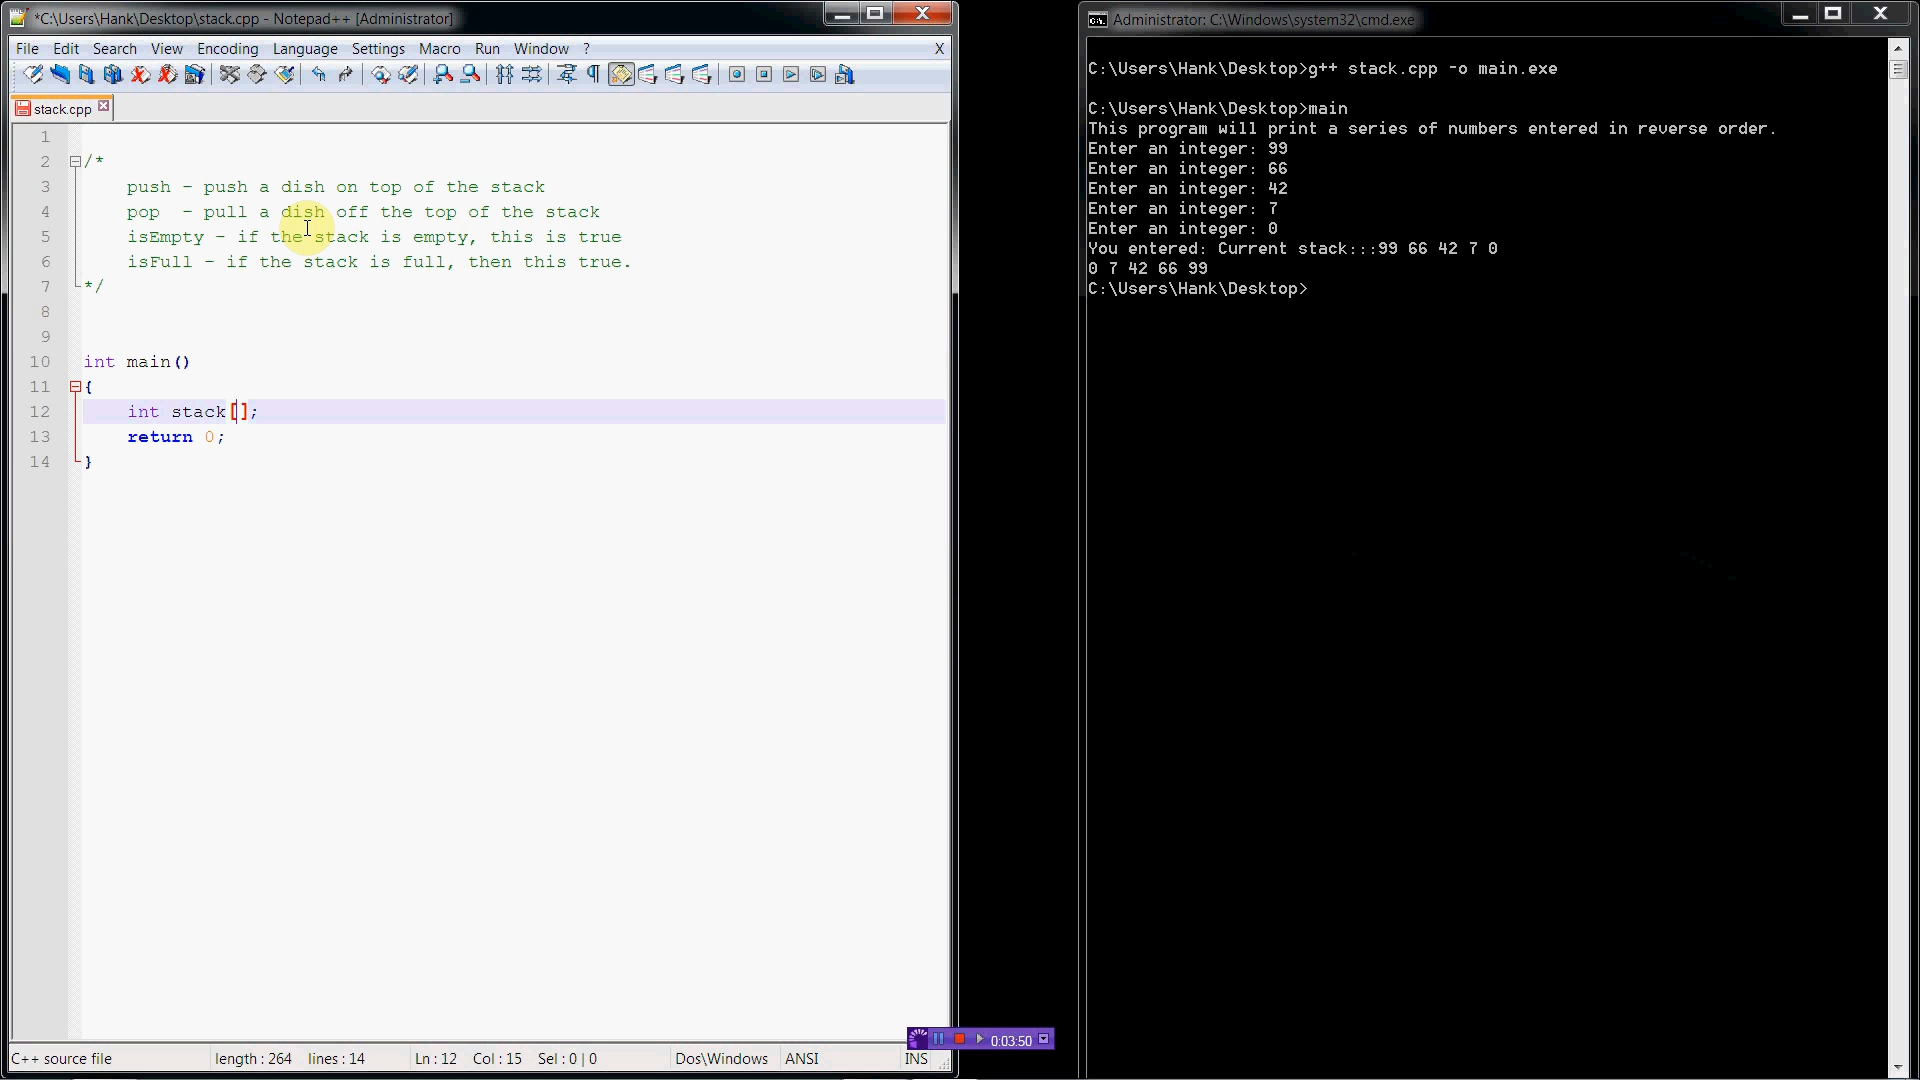 *C:\Users\Hank\Desktop\stack.cpp - Notepad++ [Administrator]
File Edit Search View Encoding Language Settings Macro Run Window ? X
stack.cpp
1
2 /*
3 push - push a dish on top of the stack
4 pop - pull a dish off the top of the stack
5 isEmpty - if the stack is empty, this is true
6 isFull - if the stack is full, then this true.
7 */
8
9
10 int main()
11 {
12 int stack[];
13 return 0;
14 }
C++ source file length : 264 lines : 14 Ln : 12 Col : 15 Sel : 0 | 0 Dos\Windows ANSI INS
0:03:50
Administrator: C:\Windows\system32\cmd.exe
C:\Users\Hank\Desktop>g++ stack.cpp -o main.exe
C:\Users\Hank\Desktop>main
This program will print a series of numbers entered in reverse order.
Enter an integer: 99
Enter an integer: 66
Enter an integer: 42
Enter an integer: 7
Enter an integer: 0
You entered: Current stack:::99 66 42 7 0
0 7 42 66 99
C:\Users\Hank\Desktop>